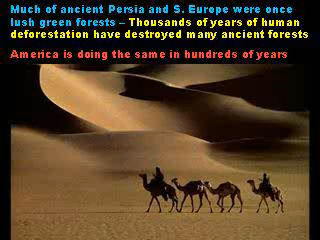 Much of ancient Persia and S. Europe were once
lush green forests – Thousands of years of human
deforestation have destroyed many ancient forests
America is doing the same in hundreds of years